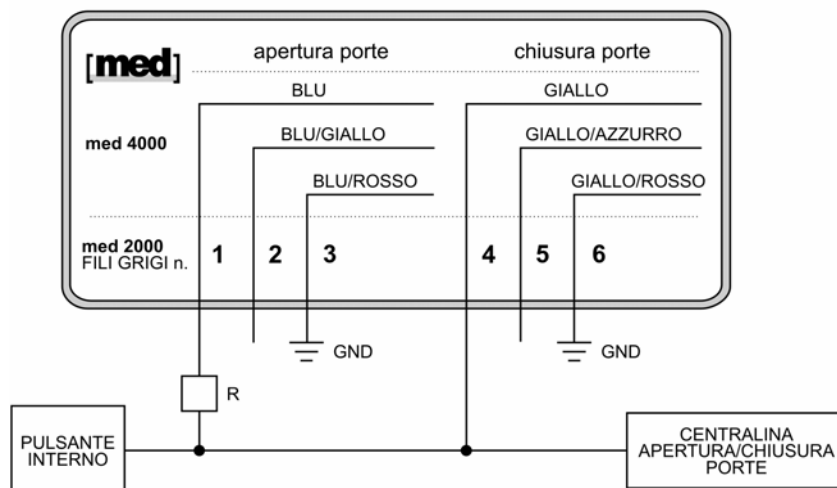 [med]
apertura porte
chiusura porte
BLU
GIALLO
med 4000
BLU/GIALLO
GIALLO/AZZURRO
BLU/ROSSO
GIALLO/ROSSO
med 2000
FILI GRIGI n.
1
2
3
4
5
6
GND
GND
R
PULSANTE
INTERNO
CENTRALINA
APERTURA/CHIUSURA
PORTE